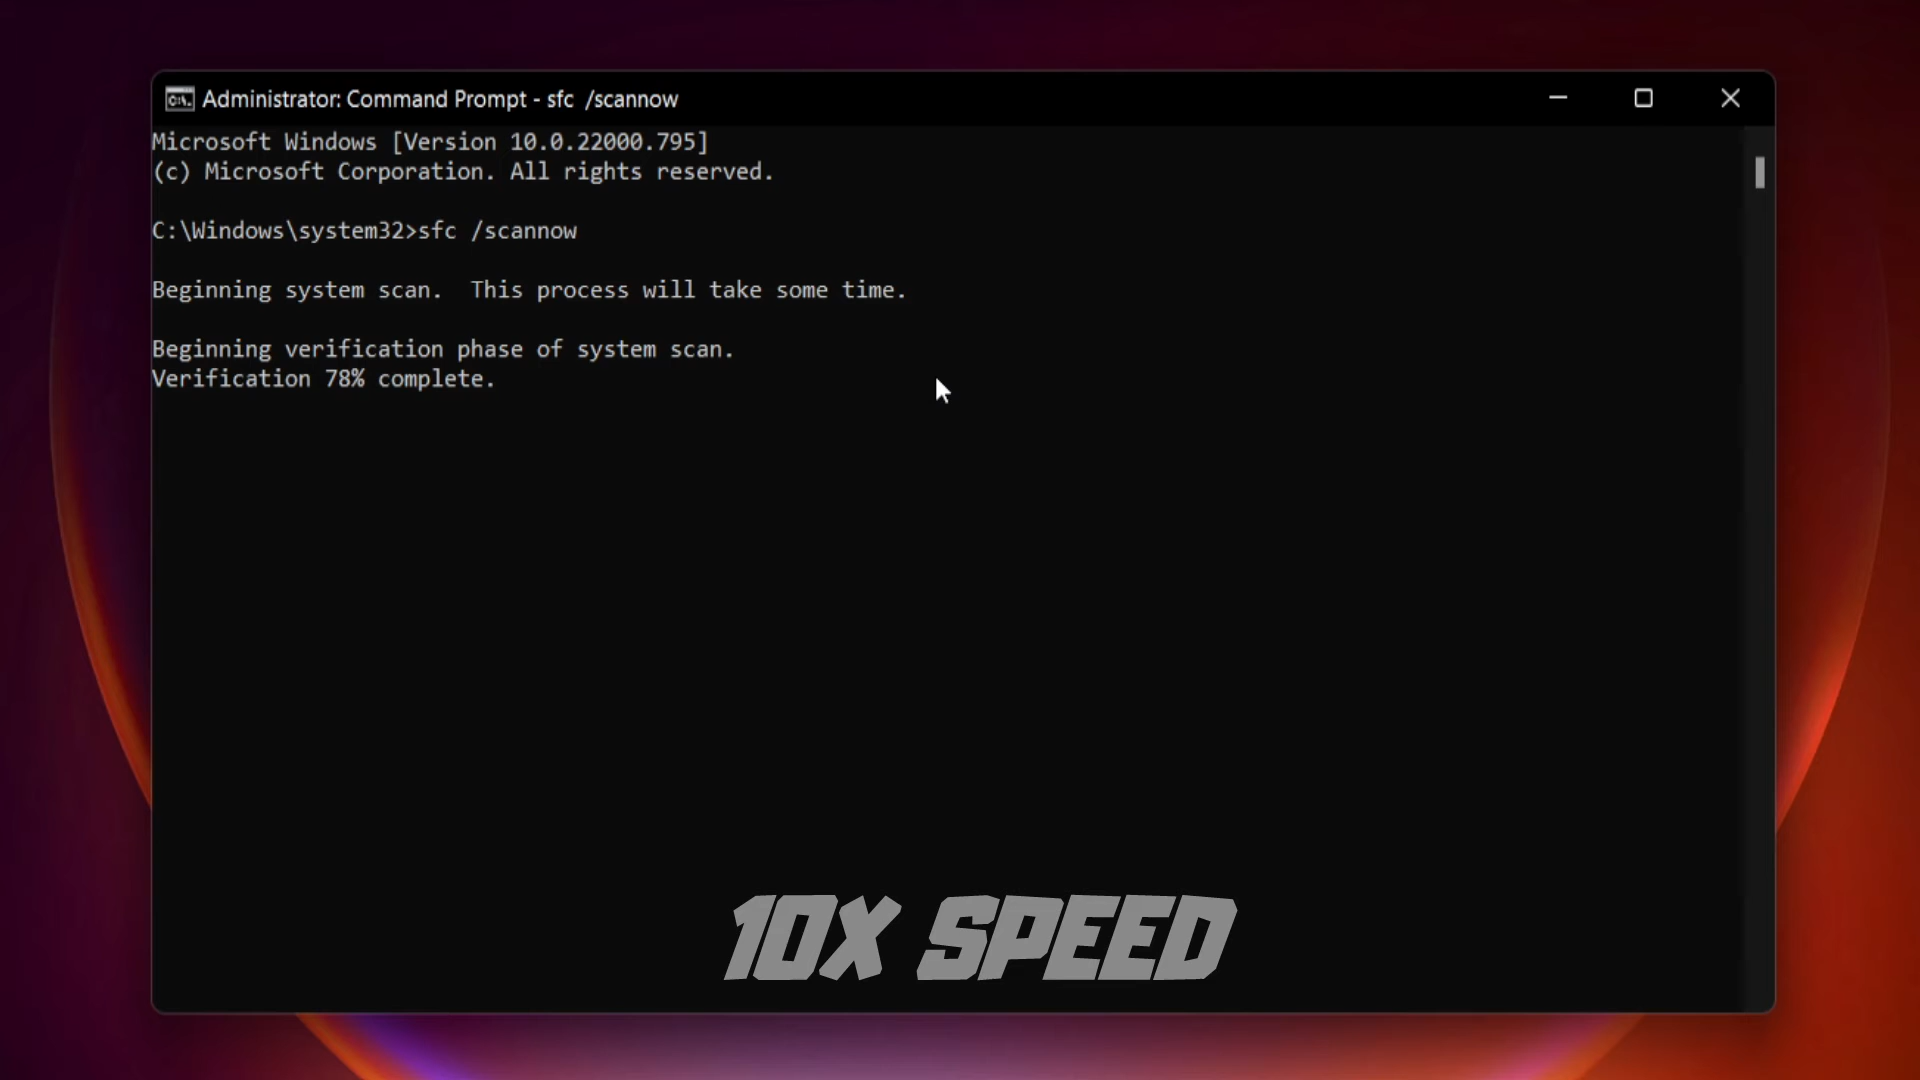 Administrator: Command Prompt - sfc  /scannow
Microsoft Windows [Version 10.0.22000.795]
(c) Microsoft Corporation. All rights reserved.
C:\Windows\system32>sfc /scannow
Beginning system scan.  This process will take some time.
Beginning verification phase of system scan.
Verification 78% complete.
10X SPEED